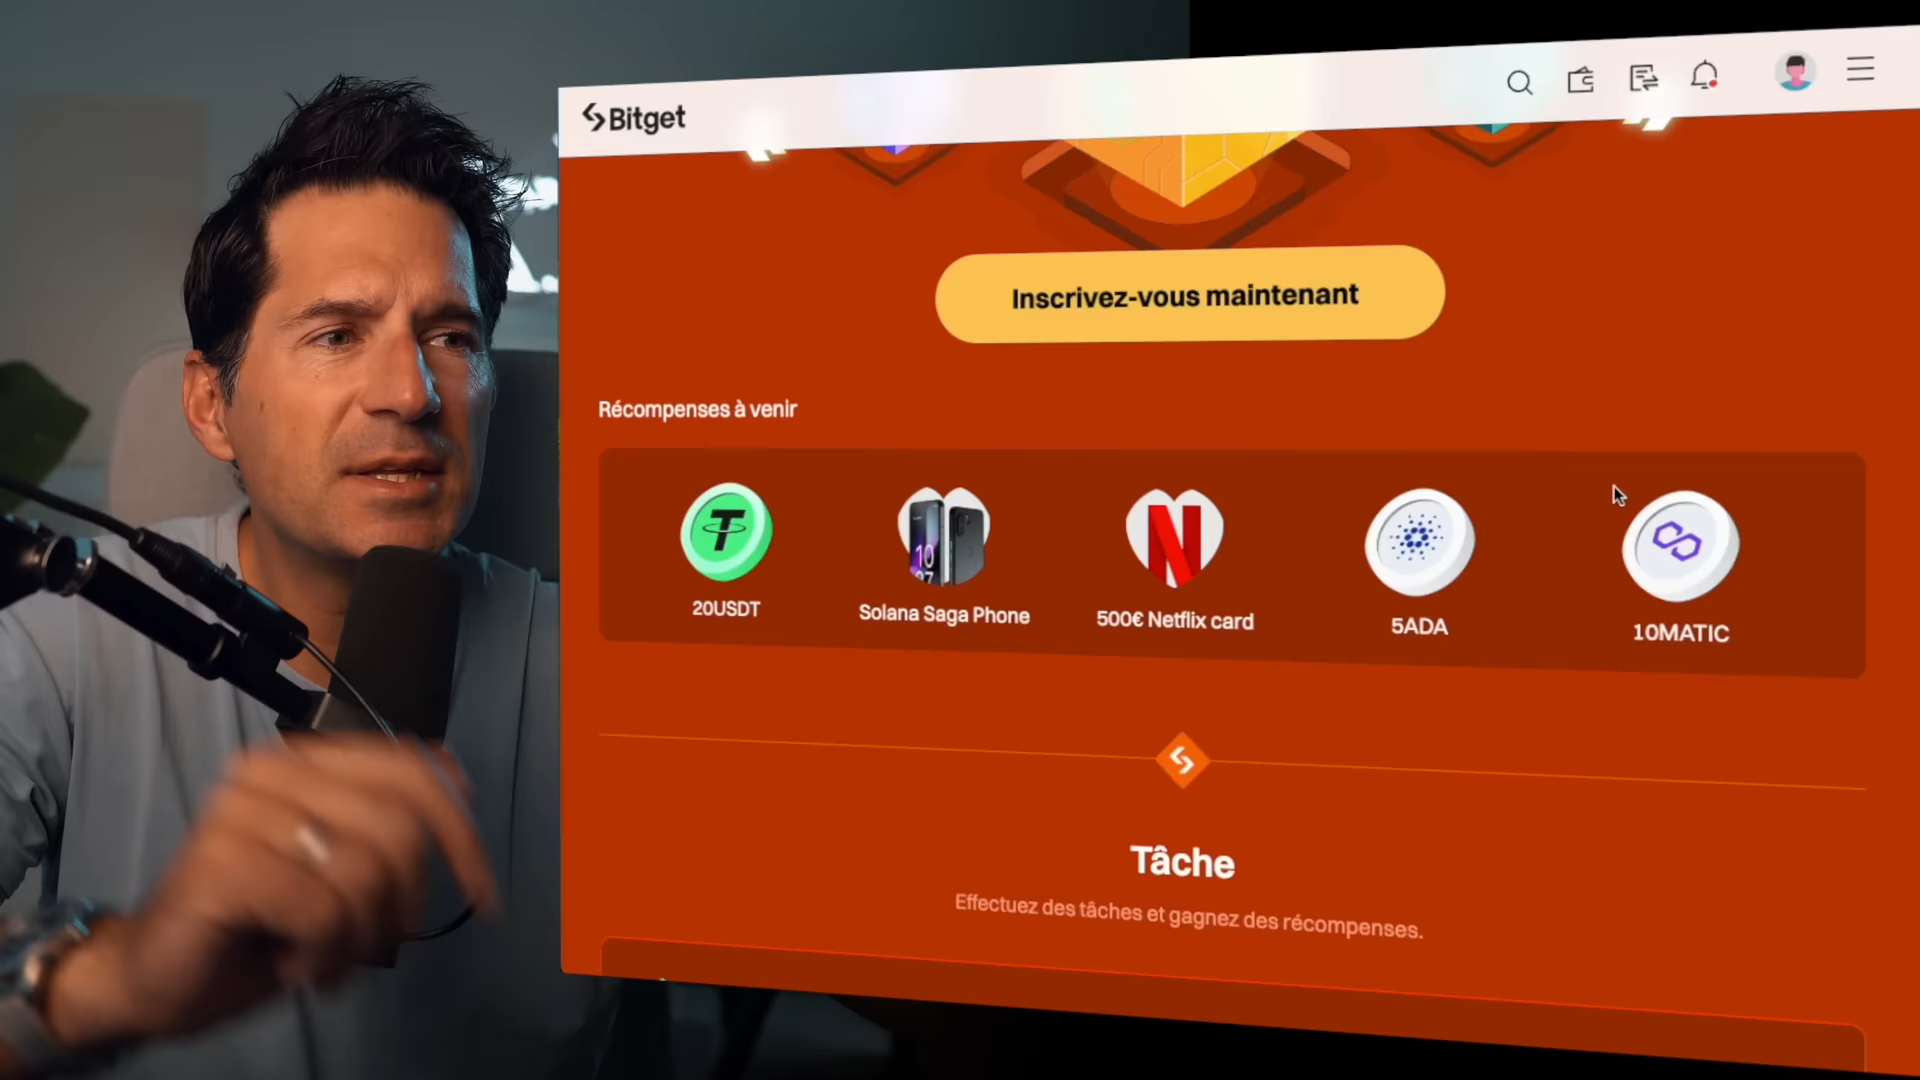 Bitget
Inscrivez-vous maintenant
Récompenses à venir
20USDT
Solana Saga Phone
500€ Netflix card
5ADA
10MATIC
Tâche
Effectuez des tâches et gagnez des récompenses.